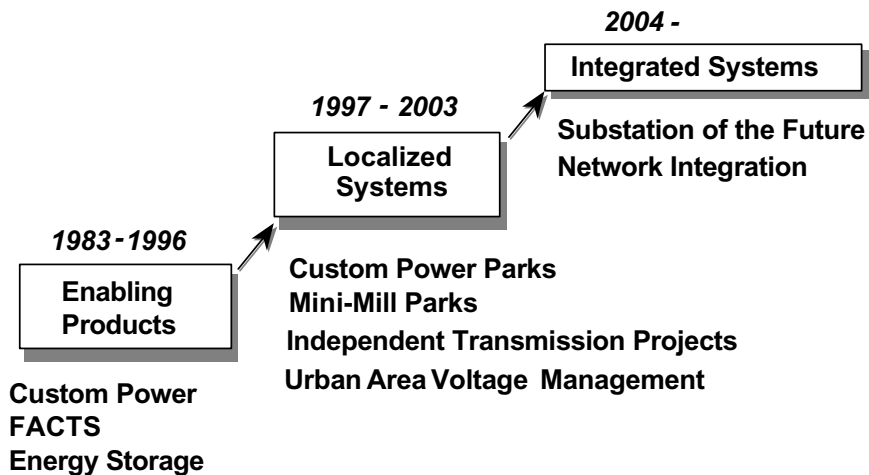 2004 -
Integrated Systems
Substation of the Future
Network Integration
1997 - 2003
Localized
Systems
Custom Power Parks
Mini-Mill Parks
Independent Transmission Projects
Urban Area Voltage Management
1983 - 1996
Enabling
Products
Custom Power
FACTS
Energy Storage